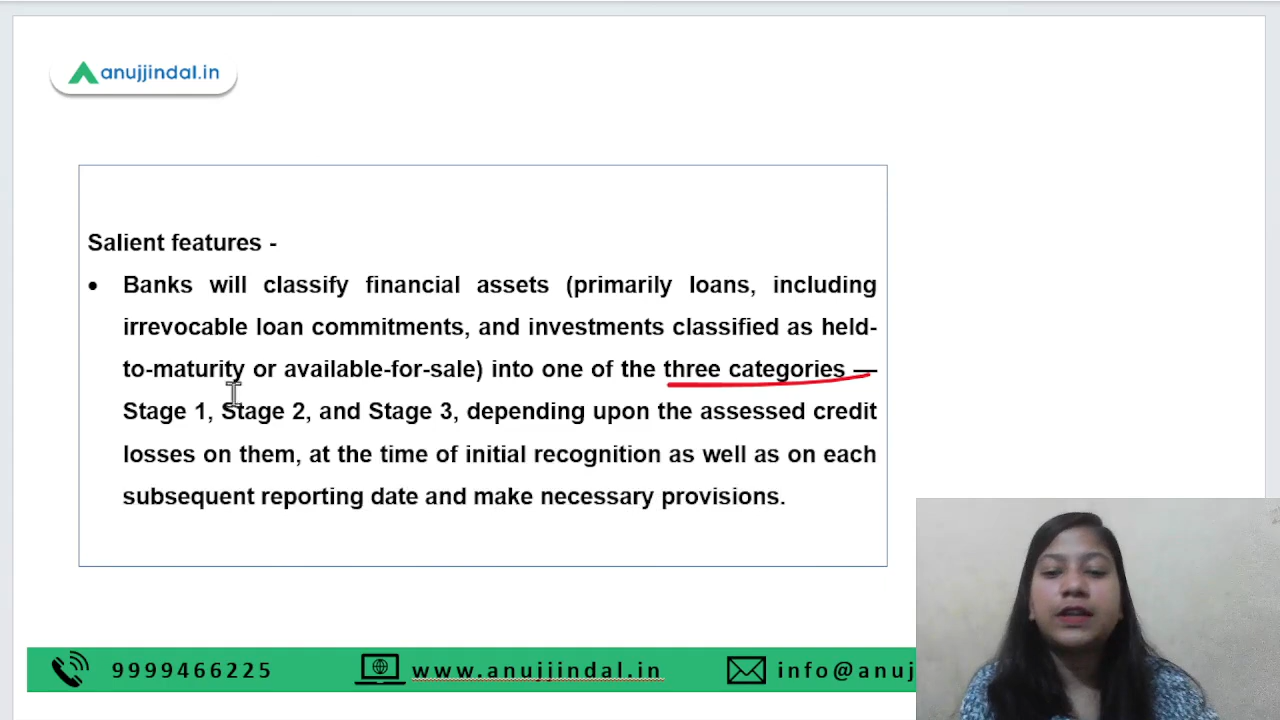 anujjindal.in
Salient features -
• Banks will classify financial assets (primarily loans, including
irrevocable loan commitments, and investments classified as held-
to-maturity or available-for-sale) into one of the three categories —
Stage 1, Stage 2, and Stage 3, depending upon the assessed credit
losses on them, at the time of initial recognition as well as on each
subsequent reporting date and make necessary provisions.
9999466225 www.anujjindal.in info@anuj